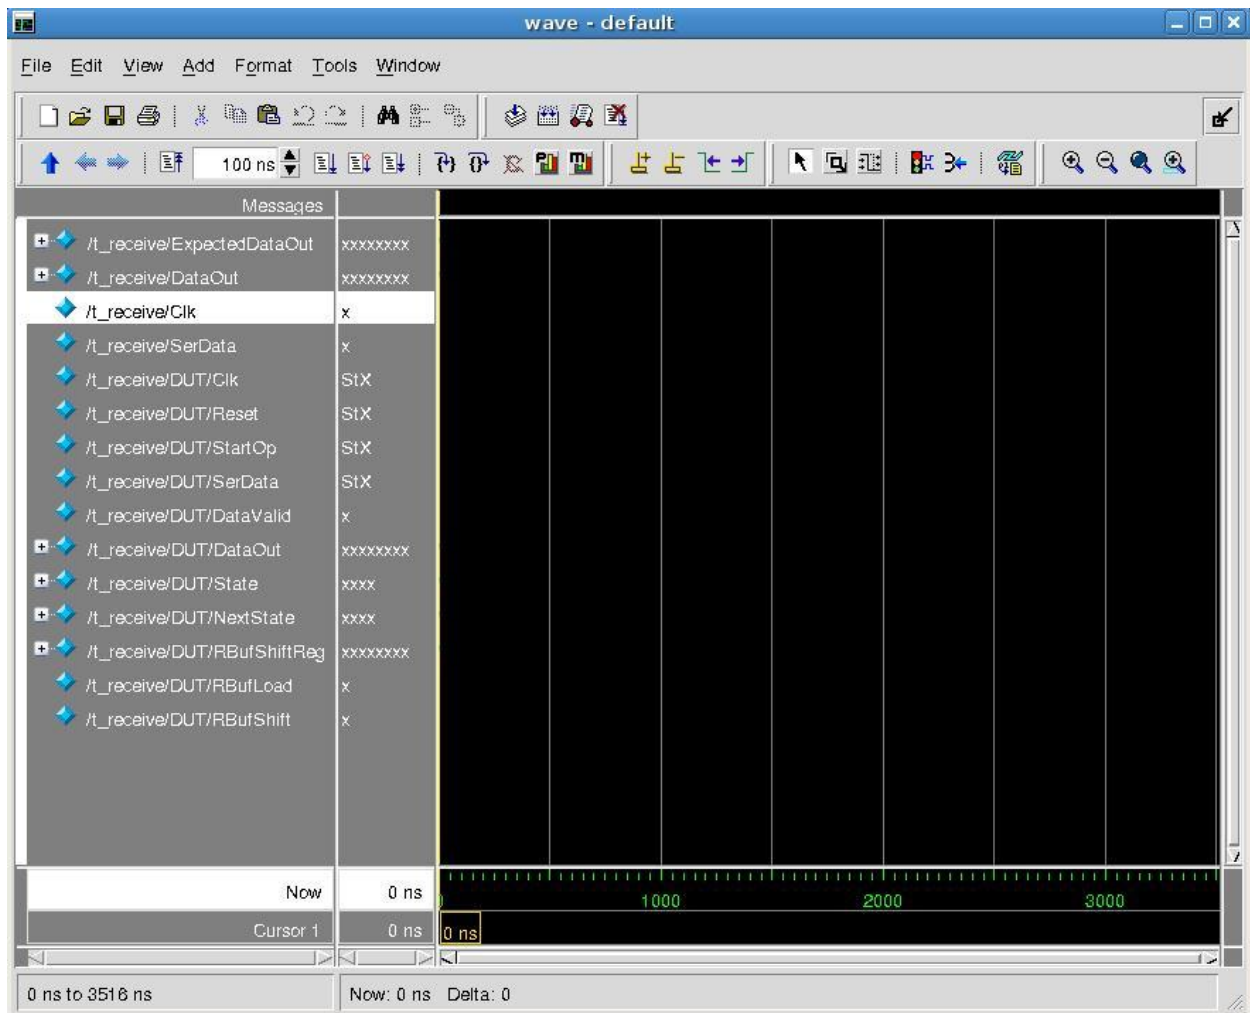 wave - default
File Edit View Add Format Tools Window
100 ns
Messages
/t_receive/ExpectedDataOut xxxxxxxx
/t_receive/DataOut xxxxxxxx
/t_receive/Clk x
/t_receive/SerData x
/t_receive/DUT/Clk StX
/t_receive/DUT/Reset StX
/t_receive/DUT/StartOp StX
/t_receive/DUT/SerData StX
/t_receive/DUT/DataValid x
/t_receive/DUT/DataOut xxxxxxxx
/t_receive/DUT/State xxxx
/t_receive/DUT/NextState xxxx
/t_receive/DUT/RBufShiftReg xxxxxxxx
/t_receive/DUT/RBufLoad x
/t_receive/DUT/RBufShift x
Now 0 ns 1000 2000 3000
Cursor 1 0 ns 0 ns
0 ns to 3516 ns Now: 0 ns Delta: 0